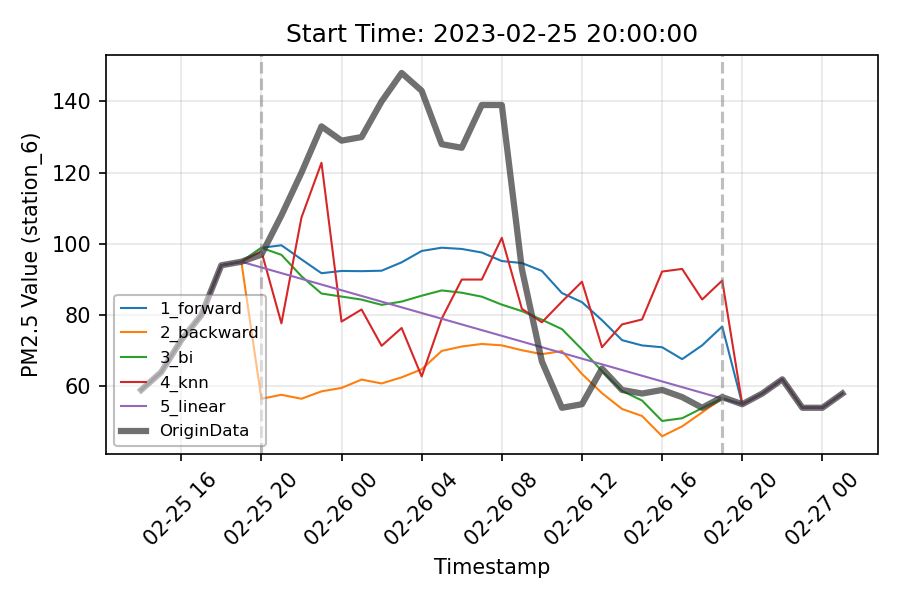 Start Time: 2023-02-25 20:00:00
PM2.5 Value (station_6)
140
120
100
80
60
1_forward
2_backward
3_bi
4_knn
5_linear
OriginData
02-25 16
02-25 20
02-26 00
02-26 04
02-26 08
02-26 12
02-26 16
02-26 20
02-27 00
Timestamp